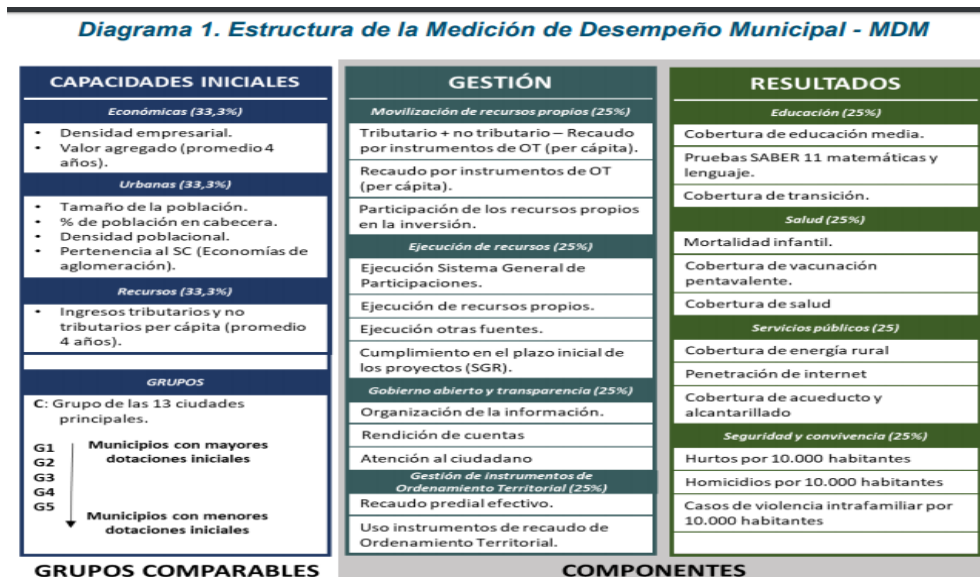 Diagrama 1. Estructura de la Medición de Desempeño Municipal - MDM
CAPACIDADES INICIALES
Económicas (33,3%)
• Densidad empresarial.
• Valor agregado (promedio 4
años).
Urbanas (33,3%)
• Tamaño de la población.
• % de población en cabecera.
• Densidad poblacional.
• Pertenencia al SC (Economías de
aglomeración).
Recursos (33,3%)
• Ingresos tributarios y no
tributarios per cápita (promedio
4 años).
GRUPOS
C: Grupo de las 13 ciudades
principales.
G1
G2
G3
G4
G5
Municipios con mayores
dotaciones iniciales
Municipios con menores
dotaciones iniciales
GRUPOS COMPARABLES
GESTIÓN
Movilización de recursos propios (25%)
Tributario + no tributario – Recaudo
por instrumentos de OT (per cápita).
Recaudo por instrumentos de OT
(per cápita).
Participación de los recursos propios
en la inversión.
Ejecución de recursos (25%)
Ejecución Sistema General de
Participaciones.
Ejecución de recursos propios.
Ejecución otras fuentes.
Cumplimiento en el plazo inicial de
los proyectos (SGR).
Gobierno abierto y transparencia (25%)
Organización de la información.
Rendición de cuentas
Atención al ciudadano
Gestión de instrumentos de
Ordenamiento Territorial (25%)
Recaudo predial efectivo.
Uso instrumentos de recaudo de
Ordenamiento Territorial.
RESULTADOS
Educación (25%)
Cobertura de educación media.
Pruebas SABER 11 matemáticas y
lenguaje.
Cobertura de transición.
Salud (25%)
Mortalidad infantil.
Cobertura de vacunación
pentavalente.
Cobertura de salud
Servicios públicos (25)
Cobertura de energía rural
Penetración de internet
Cobertura de acueducto y
alcantarillado
Seguridad y convivencia (25%)
Hurtos por 10.000 habitantes
Homicidios por 10.000 habitantes
Casos de violencia intrafamiliar por
10.000 habitantes
COMPONENTES